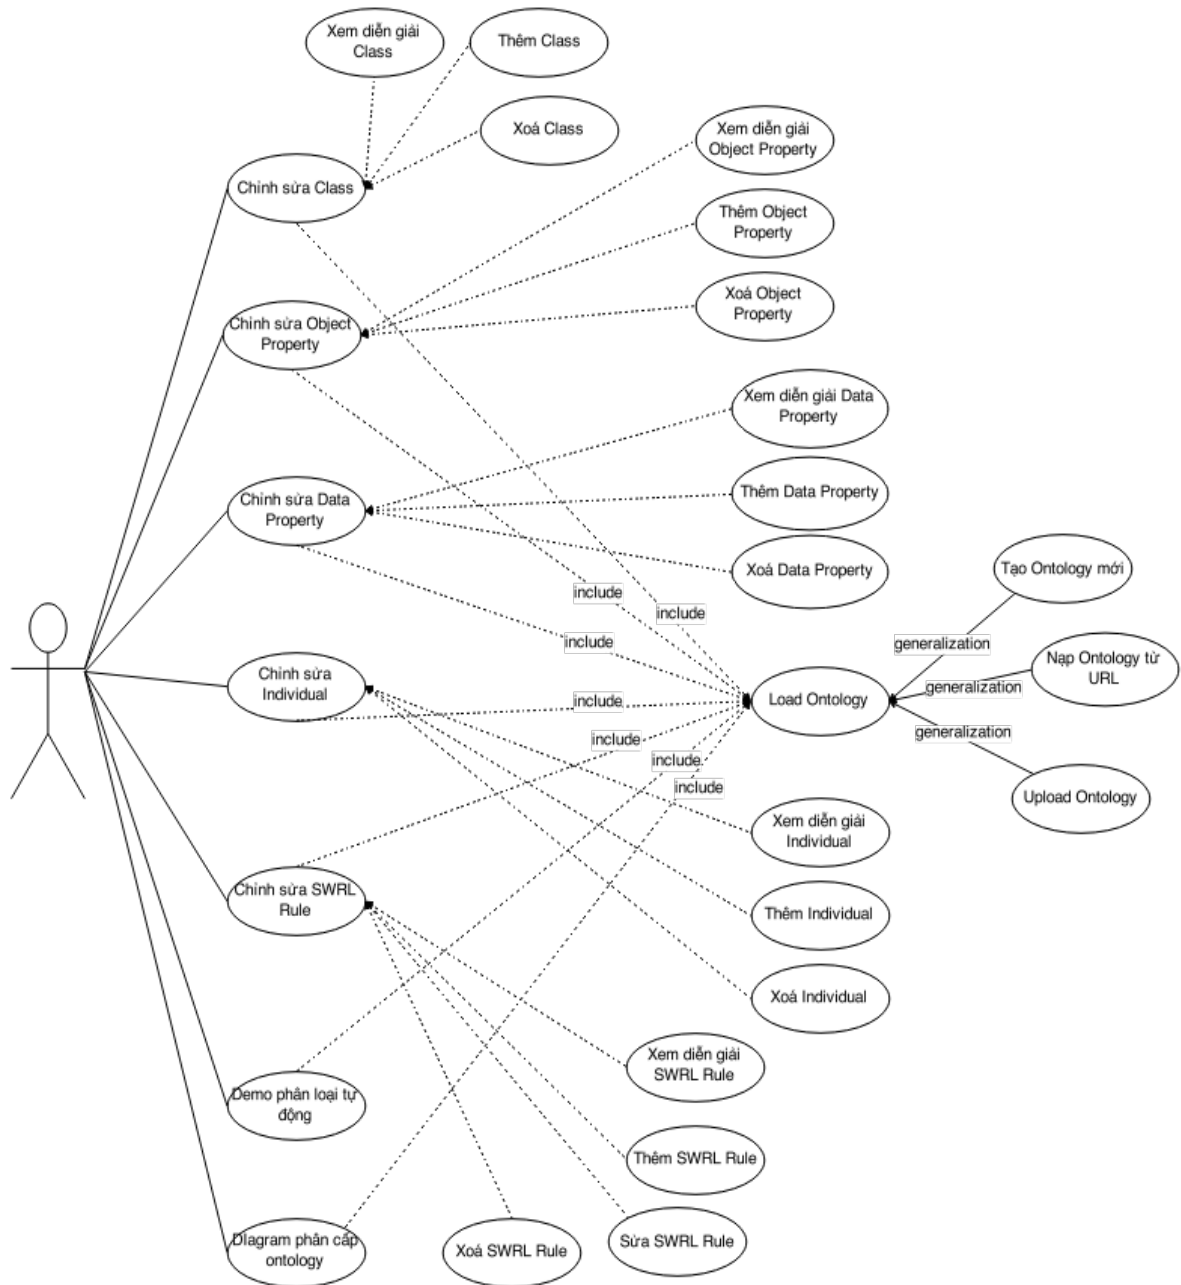 Xem diễn giải
Class
Thêm Class
Xoá Class
Chỉnh sửa Class
Xem diễn giải
Object Property
Thêm Object
Property
Xoá Object
Property
Chỉnh sửa Object
Property
Xem diễn giải Data
Property
Thêm Data Property
Xoá Data Property
Chỉnh sửa Data
Property
include
include
include
include
include
include
include
Tạo Ontology mới
generalization
Nạp Ontology từ
URL
generalization
Load Ontology
generalization
Upload Ontology
Chỉnh sửa
Individual
Xem diễn giải
Individual
Thêm Individual
Xoá Individual
Chỉnh sửa SWRL
Rule
Xem diễn giải
SWRL Rule
Thêm SWRL Rule
Sửa SWRL Rule
Xoá SWRL Rule
Demo phân loại tự
động
DIagram phân cấp
ontology